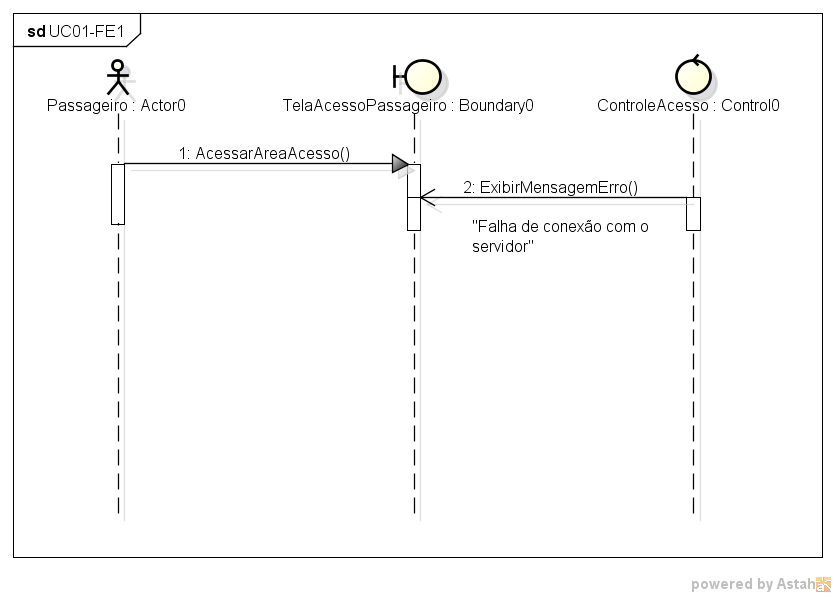 sd UC01-FE1
Passageiro : Actor0
TelaAcessoPassageiro : Boundary0
ControleAcesso : Control0
1: AcessarAreaAcesso()
2: ExibirMensagemErro()
"Falha de conexão com o
servidor"
powered by Astah